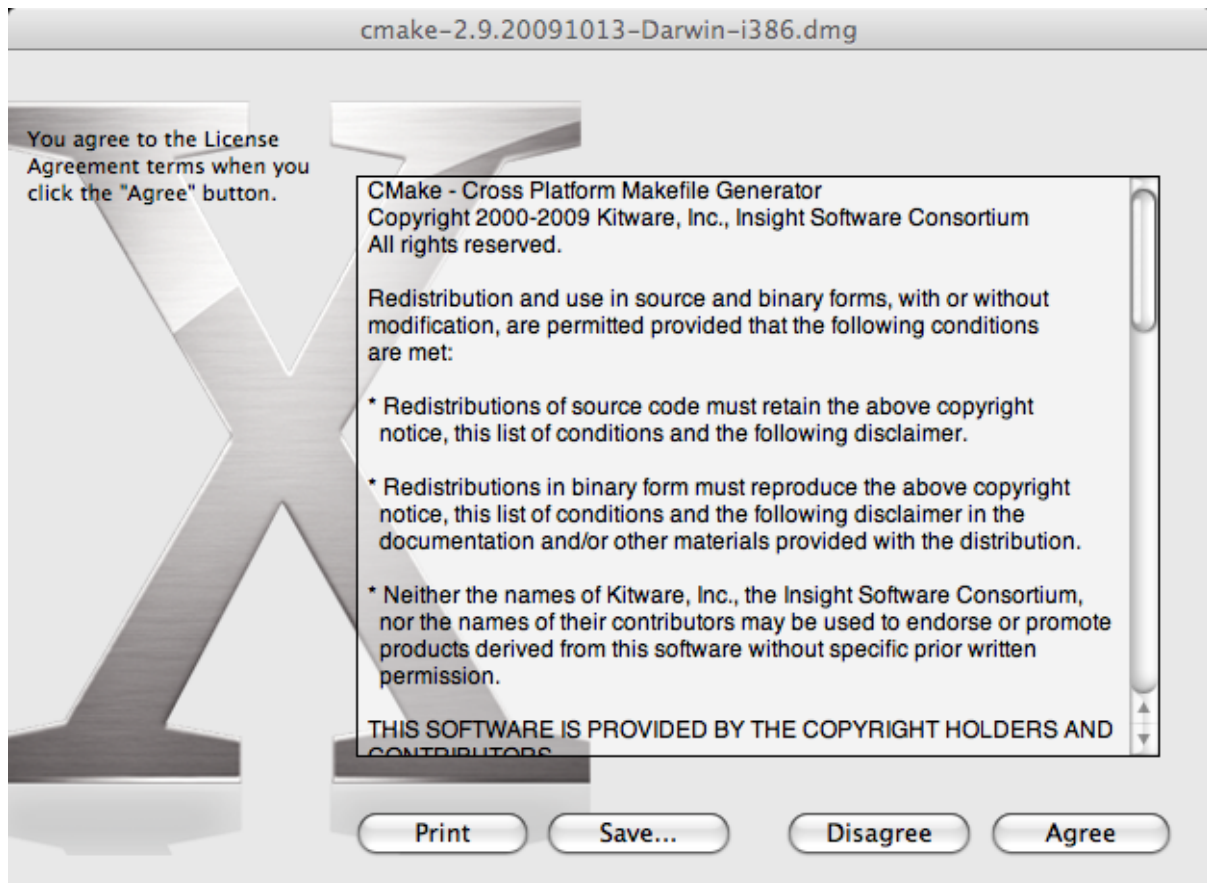 cmake-2.9.20091013-Darwin-i386.dmg
You agree to the License
Agreement terms when you
click the "Agree" button.
CMake - Cross Platform Makefile Generator
Copyright 2000-2009 Kitware, Inc., Insight Software Consortium
All rights reserved.
Redistribution and use in source and binary forms, with or without
modification, are permitted provided that the following conditions
are met:
* Redistributions of source code must retain the above copyright
notice, this list of conditions and the following disclaimer.
* Redistributions in binary form must reproduce the above copyright
notice, this list of conditions and the following disclaimer in the
documentation and/or other materials provided with the distribution.
* Neither the names of Kitware, Inc., the Insight Software Consortium,
nor the names of their contributors may be used to endorse or promote
products derived from this software without specific prior written
permission.
THIS SOFTWARE IS PROVIDED BY THE COPYRIGHT HOLDERS AND
CONTRIBUTORS
Print
Save...
Disagree
Agree